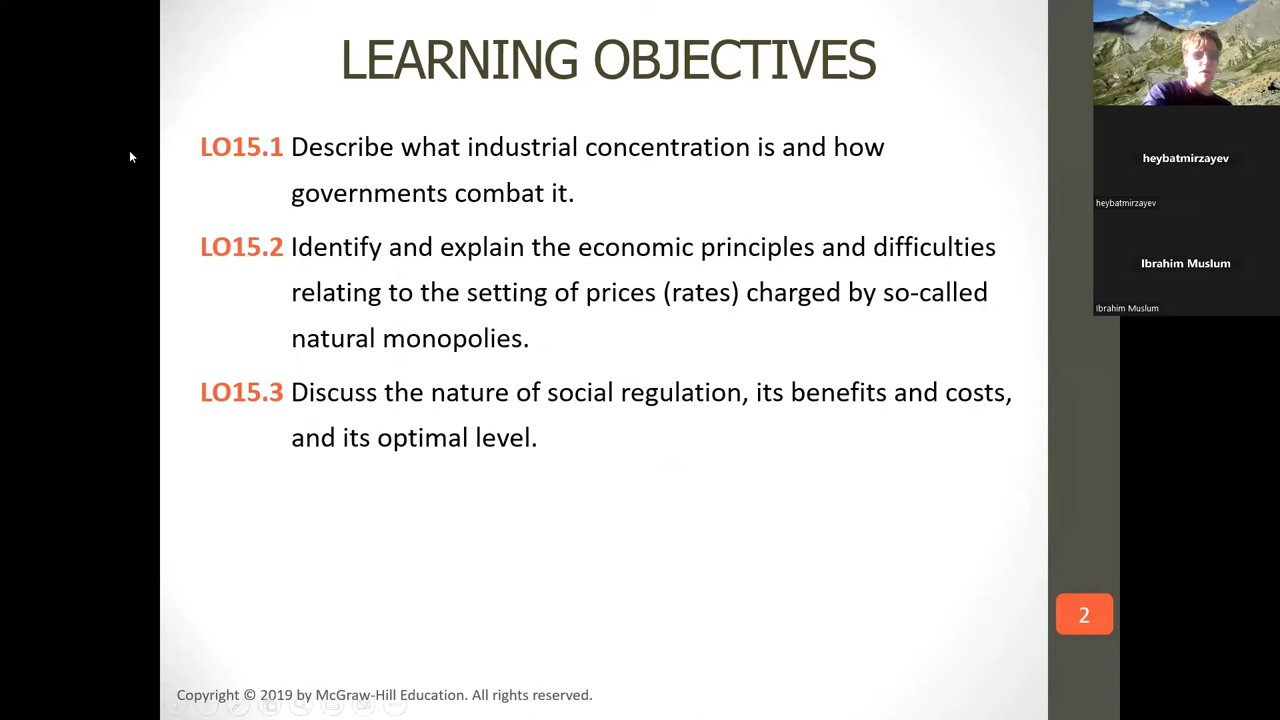 LEARNING OBJECTIVES
LO15.1 Describe what industrial concentration is and how
governments combat it.
LO15.2 Identify and explain the economic principles and difficulties
relating to the setting of prices (rates) charged by so-called
natural monopolies.
LO15.3 Discuss the nature of social regulation, its benefits and costs,
and its optimal level.
2
Copyright © 2019 by McGraw-Hill Education. All rights reserved.
heybatmirzayev
heybatmirzayev
Ibrahim Muslum
Ibrahim Muslum